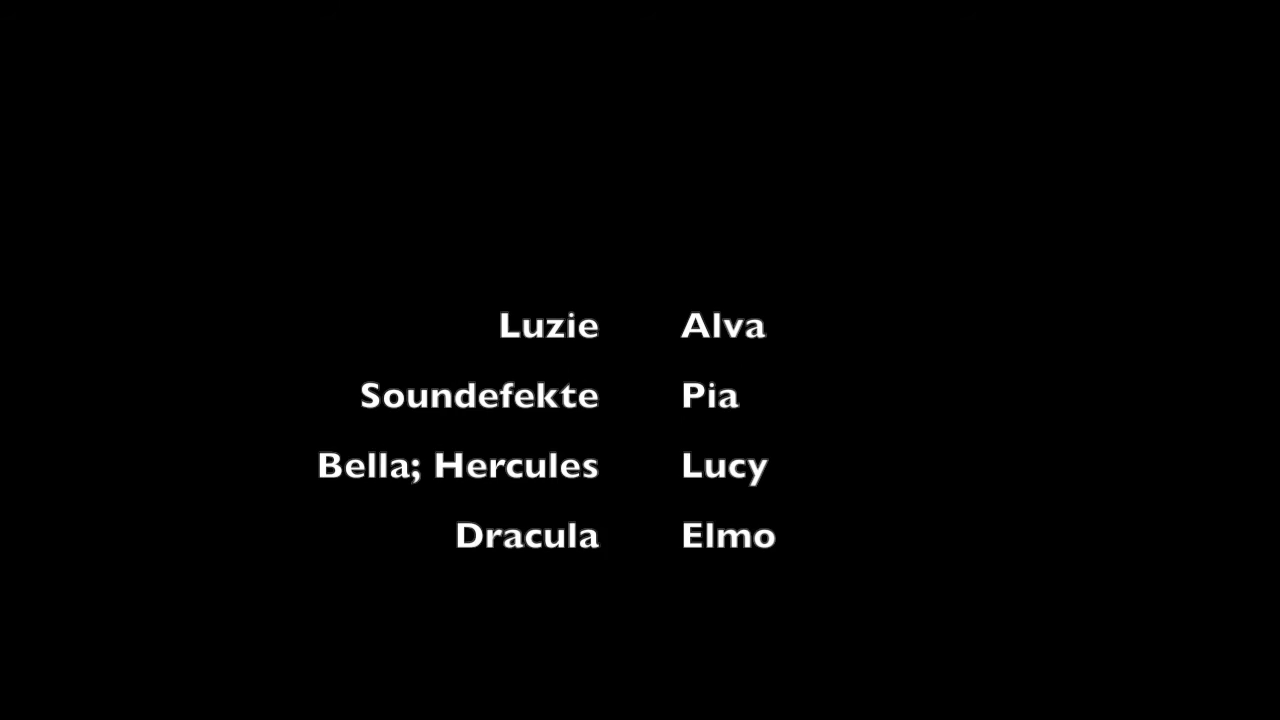 Luzie Alva
Soundefekte Pia
Bella; Hercules Lucy
Dracula Elmo